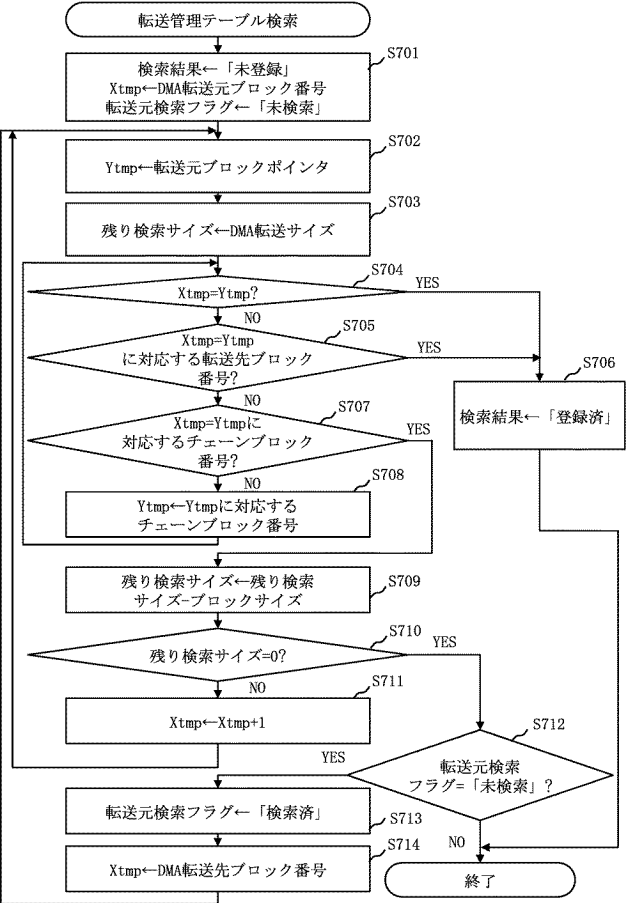 転送管理テーブル検索
S701
検索結果←「未登録」
Xtmp←DMA転送元ブロック番号
転送元検索フラグ←「未検索」
S702
Ytmp←転送元ブロックポインタ
S703
残り検索サイズ←DMA転送サイズ
S704
Xtmp=Ytmp?
YES
NO
S705
Xtmp=Ytmp
に対応する転送先ブロック
番号?
YES
S706
検索結果←「登録済」
NO
S707
Xtmp=Ytmpに
対応するチェーンブロック
番号?
YES
NO
S708
Ytmp←Ytmpに対応する
チェーンブロック番号
S709
残り検索サイズ←残り検索
サイズ-ブロックサイズ
S710
残り検索サイズ=0?
YES
NO
S711
Xtmp←Xtmp+1
S712
転送元検索
フラグ=「未検索」?
YES
S713
転送元検索フラグ←「検索済」
S714
Xtmp←DMA転送先ブロック番号
NO
終了